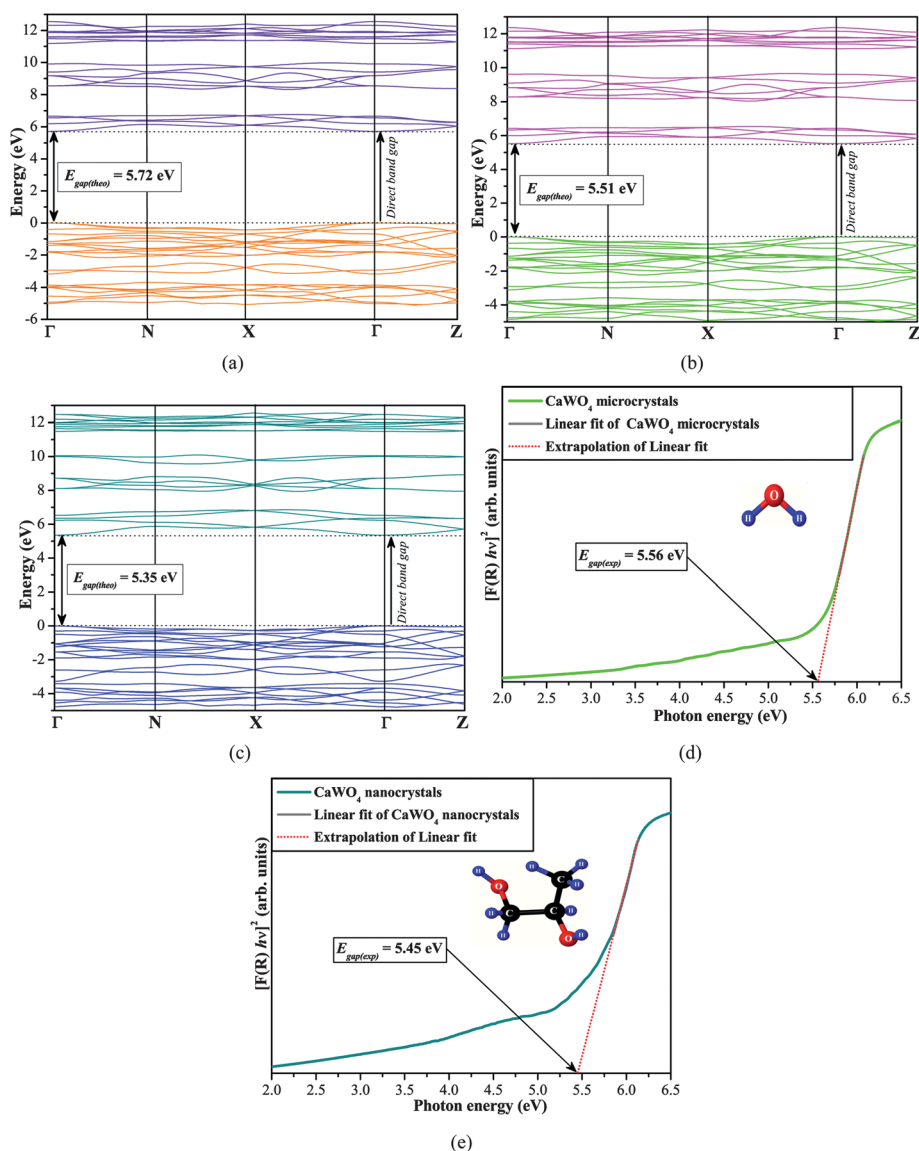 12
10
8
6
4
2
0
-2
-4
-6
Energy (eV)
E gap(theo) = 5.72 eV
Direct band gap
Γ N X Γ Z
(a)
12
10
8
6
4
2
0
-2
-4
Energy (eV)
E gap(theo) = 5.51 eV
Direct band gap
Γ N X Γ Z
(b)
12
10
8
6
4
2
0
-2
-4
Energy (eV)
E gap(theo) = 5.35 eV
Direct band gap
Γ N X Γ Z
(c)
CaWO4 microcrystals
Linear fit of CaWO4 microcrystals
Extrapolation of Linear fit
[F(R) hν]² (arb. units)
O
H H
E gap(exp) = 5.56 eV
2.0 2.5 3.0 3.5 4.0 4.5 5.0 5.5 6.0 6.5
Photon energy (eV)
(d)
CaWO4 nanocrystals
Linear fit of CaWO4 nanocrystals
Extrapolation of Linear fit
[F(R) hν]² (arb. units)
H H H
O C H
H C C H
H O H
E gap(exp) = 5.45 eV
2.0 2.5 3.0 3.5 4.0 4.5 5.0 5.5 6.0 6.5
Photon energy (eV)
(e)